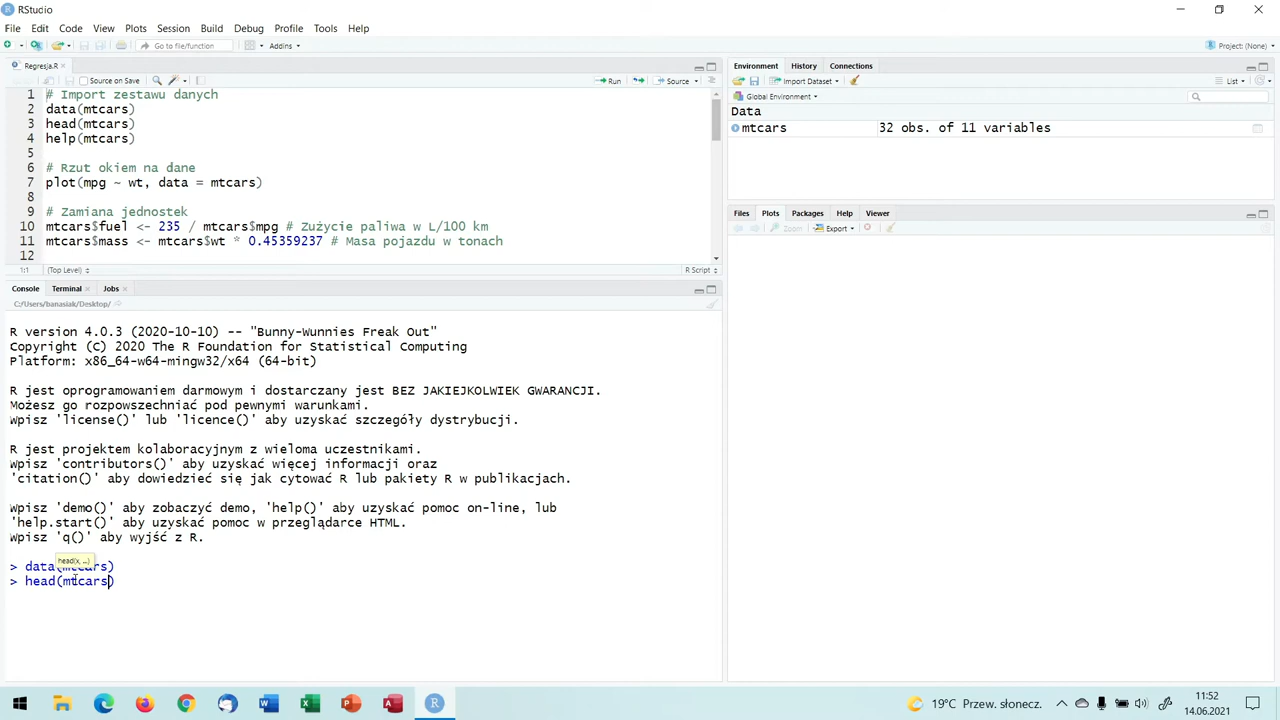 RStudio
File Edit Code View Plots Session Build Debug Profile Tools Help
Go to file/function Addins Project: (None)
Regresja.R
Source on Save Run Source
1 # Import zestawu danych
2 data(mtcars)
3 head(mtcars)
4 help(mtcars)
5
6 # Rzut okiem na dane
7 plot(mpg ~ wt, data = mtcars)
8
9 # Zamiana jednostek
10 mtcars$fuel <- 235 / mtcars$mpg # Zużycie paliwa w L/100 km
11 mtcars$mass <- mtcars$wt * 0.45359237 # Masa pojazdu w tonach
12
1:1 (Top Level) R Script
Console Terminal Jobs
C:/Users/banasiak/Desktop/
R version 4.0.3 (2020-10-10) -- "Bunny-Wunnies Freak Out"
Copyright (C) 2020 The R Foundation for Statistical Computing
Platform: x86_64-w64-mingw32/x64 (64-bit)
R jest oprogramowaniem darmowym i dostarczany jest BEZ JAKIEJKOLWIEK GWARANCJI.
Możesz go rozpowszechniać pod pewnymi warunkami.
Wpisz 'license()' lub 'licence()' aby uzyskać szczegóły dystrybucji.
R jest projektem kolaboracyjnym z wieloma uczestnikami.
Wpisz 'contributors()' aby uzyskać więcej informacji oraz
'citation()' aby dowiedzieć się jak cytować R lub pakiety R w publikacjach.
Wpisz 'demo()' aby zobaczyć demo, 'help()' aby uzyskać pomoc on-line, lub
'help.start()' aby uzyskać pomoc w przeglądarce HTML.
Wpisz 'q()' aby wyjść z R.
head(x, ...)
> data(mtcars)
> head(mtcars)
Environment History Connections
Import Dataset List
Global Environment
Data
mtcars 32 obs. of 11 variables
Files Plots Packages Help Viewer
Zoom Export
19°C Przew. słonecz.
11:52
14.06.2021